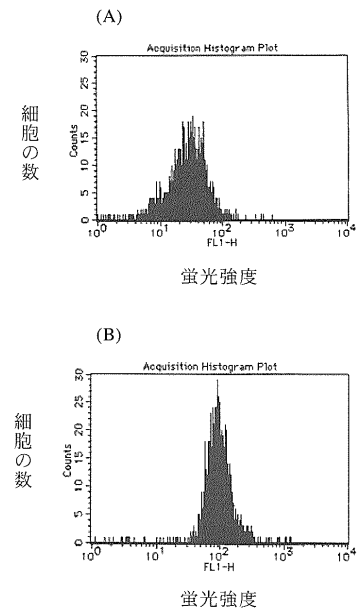 (A)
Acquisition Histogram Plot
細胞の数
Counts
30
25
20
15
10
5
0
10⁰ 10¹ 10² 10³ 10⁴
FL1-H
蛍光強度
(B)
Acquisition Histogram Plot
細胞の数
Counts
30
25
20
15
10
5
0
10⁰ 10¹ 10² 10³ 10⁴
FL1-H
蛍光強度